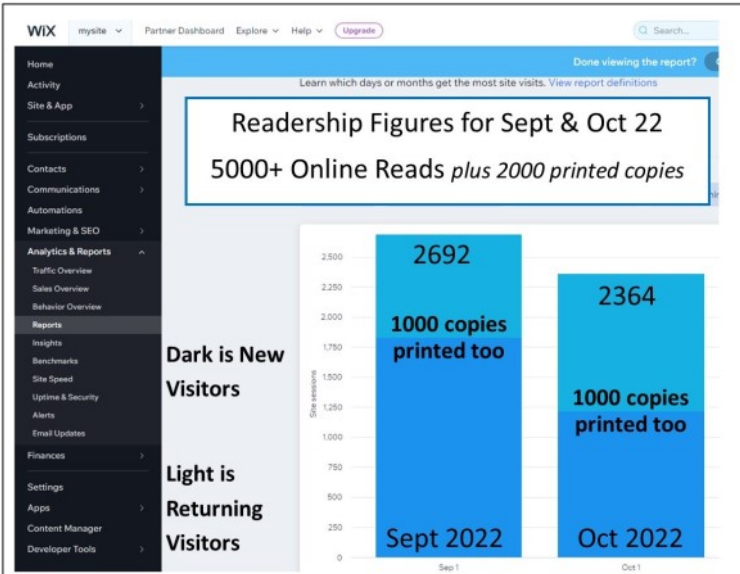 WiX mysite Partner Dashboard Explore Help Upgrade Search...
Done viewing the report?
Learn which days or months get the most site visits. View report definitions
Home
Activity
Site & App
Subscriptions
Contacts
Communications
Automations
Marketing & SEO
Analytics & Reports
Traffic Overview
Sales Overview
Behavior Overview
Reports
Insights
Benchmarks
Site Speed
Uptime & Security
Alerts
Email Updates
Finances
Settings
Apps
Content Manager
Developer Tools
Readership Figures for Sept & Oct 22
5000+ Online Reads plus 2000 printed copies
Dark is New
Visitors
Light is
Returning
Visitors
Site sessions
2,500
2,250
2,000
1,750
1,500
1,250
1,000
750
500
250
0
2692
1000 copies
printed too
Sept 2022
Sep 1
2364
1000 copies
printed too
Oct 2022
Oct 1